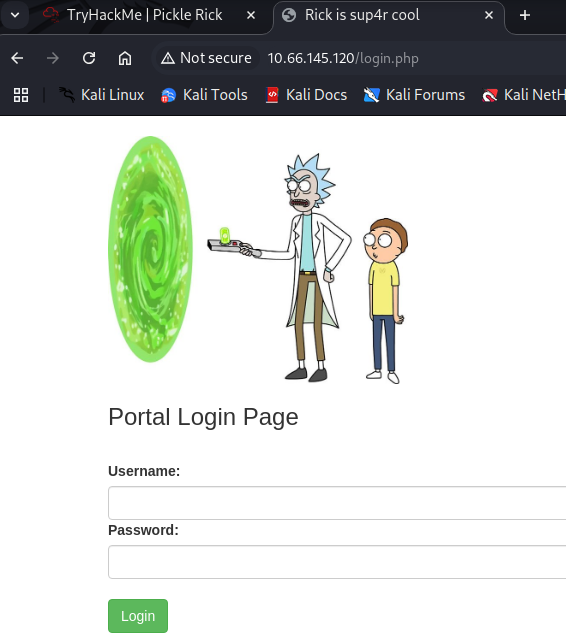 TryHackMe | Pickle Rick
Rick is sup4r cool
Not secure 10.66.145.120/login.php
Kali Linux Kali Tools Kali Docs Kali Forums Kali NetH
Portal Login Page
Username:
Password:
Login